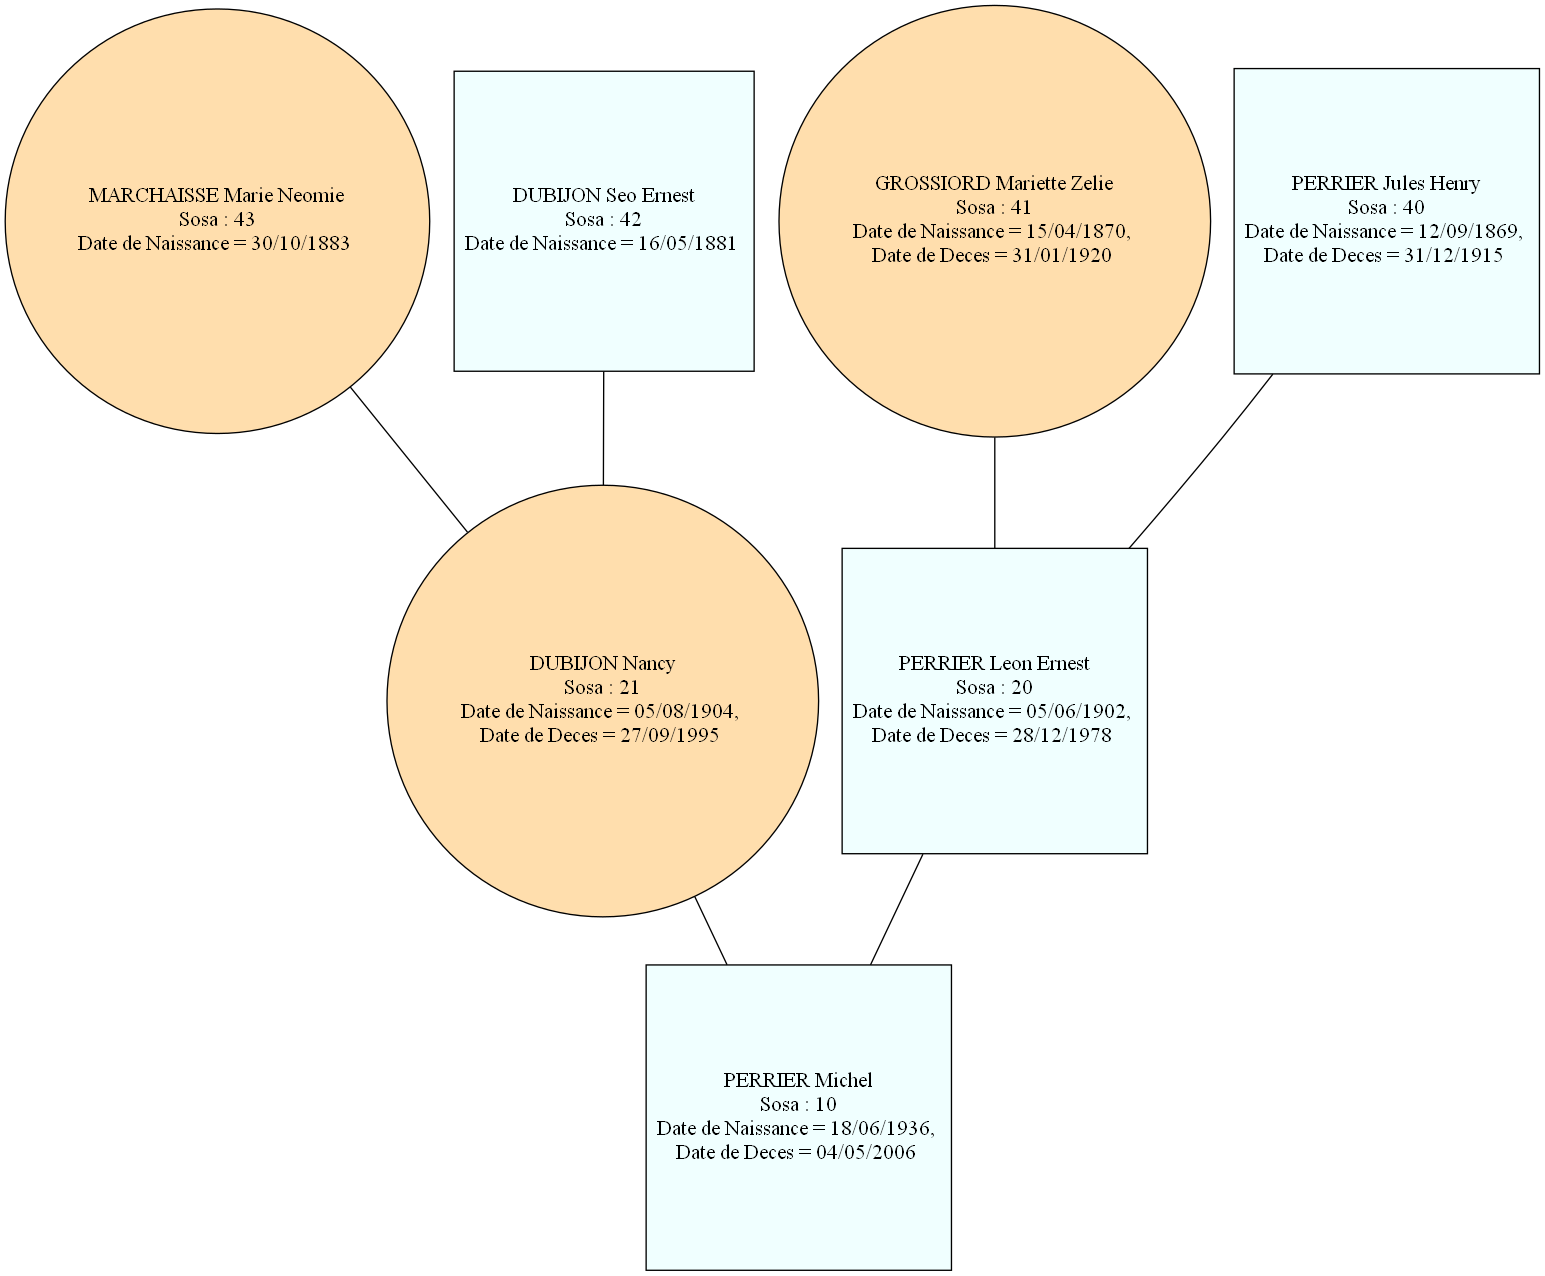 MARCHAISSE Marie Neomie
Sosa : 43
Date de Naissance = 30/10/1883
DUBIJON Seo Ernest
Sosa : 42
Date de Naissance = 16/05/1881
GROSSIORD Mariette Zelie
Sosa : 41
Date de Naissance = 15/04/1870,
Date de Deces = 31/01/1920
PERRIER Jules Henry
Sosa : 40
Date de Naissance = 12/09/1869,
Date de Deces = 31/12/1915
DUBIJON Nancy
Sosa : 21
Date de Naissance = 05/08/1904,
Date de Deces = 27/09/1995
PERRIER Leon Ernest
Sosa : 20
Date de Naissance = 05/06/1902,
Date de Deces = 28/12/1978
PERRIER Michel
Sosa : 10
Date de Naissance = 18/06/1936,
Date de Deces = 04/05/2006